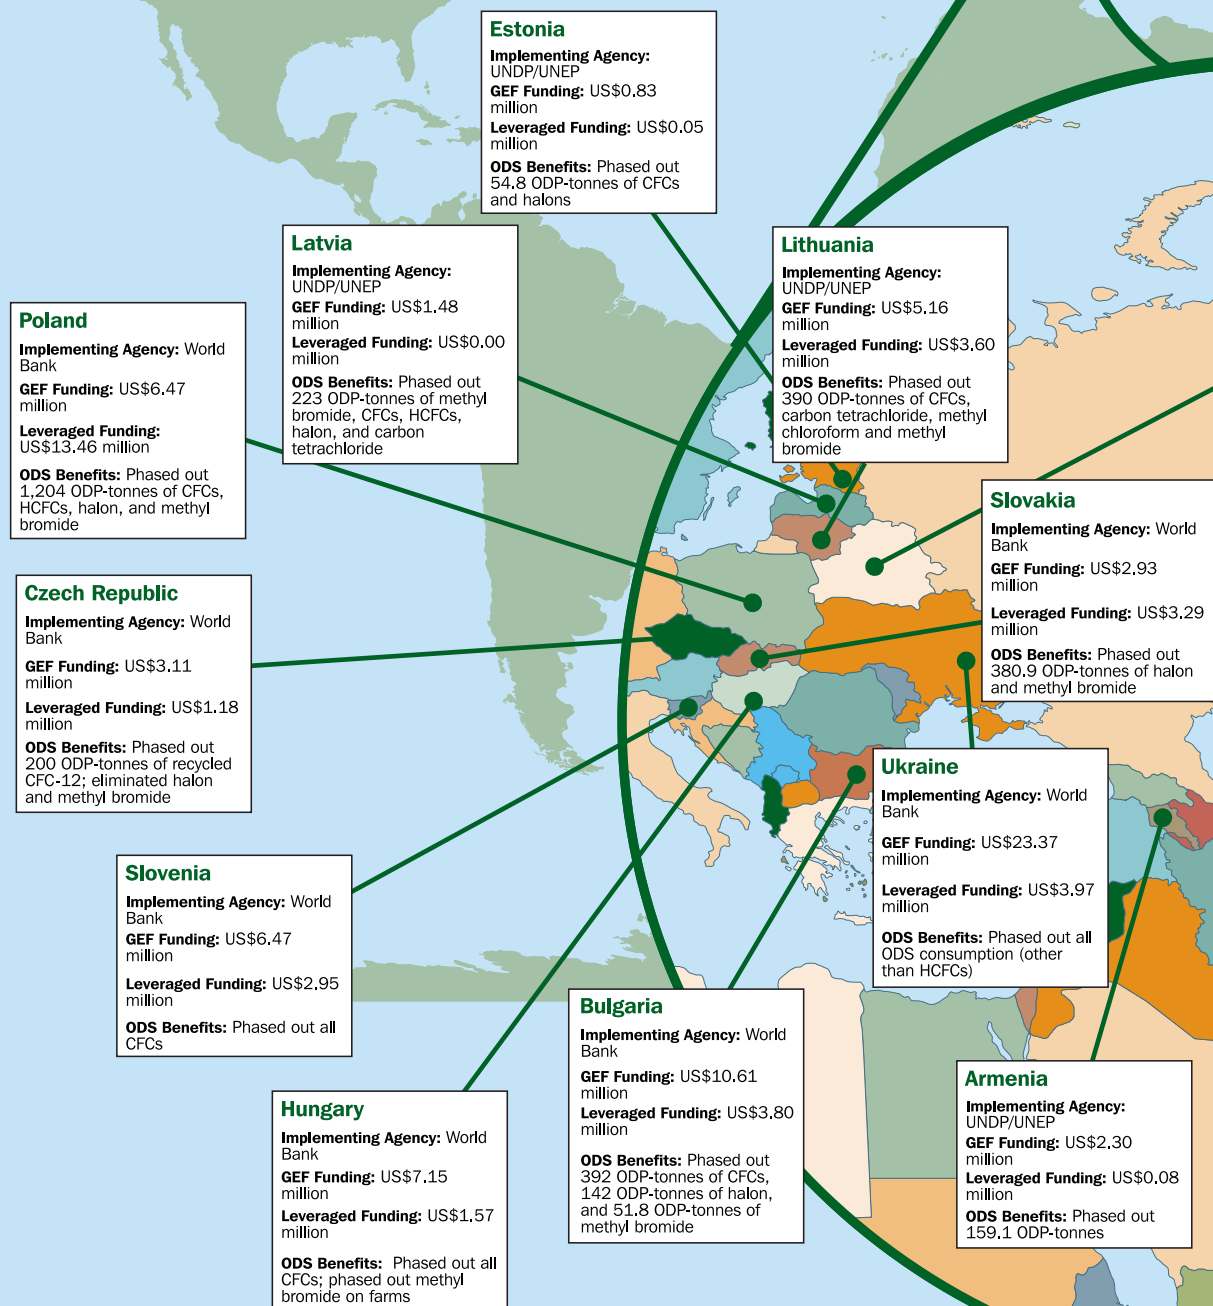 Estonia
Implementing Agency:
UNDP/UNEP
GEF Funding: US$0.83
million
Leveraged Funding: US$0.05
million
ODS Benefits: Phased out
54.8 ODP-tonnes of CFCs
and halons
Latvia
Implementing Agency:
UNDP/UNEP
GEF Funding: US$1.48
million
Leveraged Funding: US$0.00
million
ODS Benefits: Phased out
223 ODP-tonnes of methyl
bromide, CFCs, HCFCs,
halon, and carbon
tetrachloride
Lithuania
Implementing Agency:
UNDP/UNEP
GEF Funding: US$5.16
million
Leveraged Funding: US$3.60
million
ODS Benefits: Phased out
390 ODP-tonnes of CFCs,
carbon tetrachloride, methyl
chloroform and methyl
bromide
Poland
Implementing Agency: World
Bank
GEF Funding: US$6.47
million
Leveraged Funding:
US$13.46 million
ODS Benefits: Phased out
1,204 ODP-tonnes of CFCs,
HCFCs, halon, and methyl
bromide
Slovakia
Implementing Agency: World
Bank
GEF Funding: US$2.93
million
Leveraged Funding: US$3.29
million
ODS Benefits: Phased out
380.9 ODP-tonnes of halon
and methyl bromide
Czech Republic
Implementing Agency: World
Bank
GEF Funding: US$3.11
million
Leveraged Funding: US$1.18
million
ODS Benefits: Phased out
200 ODP-tonnes of recycled
CFC-12; eliminated halon
and methyl bromide
Ukraine
Implementing Agency: World
Bank
GEF Funding: US$23.37
million
Leveraged Funding: US$3.97
million
ODS Benefits: Phased out all
ODS consumption (other
than HCFCs)
Slovenia
Implementing Agency: World
Bank
GEF Funding: US$6.47
million
Leveraged Funding: US$2.95
million
ODS Benefits: Phased out all
CFCs
Bulgaria
Implementing Agency: World
Bank
GEF Funding: US$10.61
million
Leveraged Funding: US$3.80
million
ODS Benefits: Phased out
392 ODP-tonnes of CFCs,
142 ODP-tonnes of halon,
and 51.8 ODP-tonnes of
methyl bromide
Armenia
Implementing Agency:
UNDP/UNEP
GEF Funding: US$2.30
million
Leveraged Funding: US$0.08
million
ODS Benefits: Phased out
159.1 ODP-tonnes
Hungary
Implementing Agency: World
Bank
GEF Funding: US$7.15
million
Leveraged Funding: US$1.57
million
ODS Benefits: Phased out all
CFCs; phased out methyl
bromide on farms